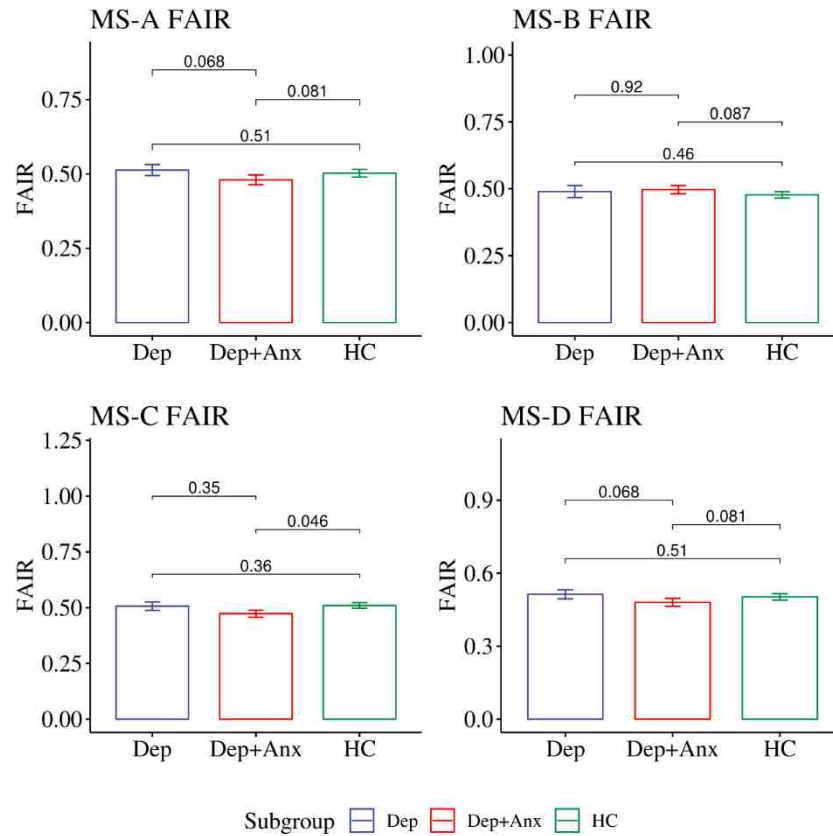 MS-A FAIR
FAIR
0.75
0.50
0.25
0.00
0.068
0.081
0.51
Dep Dep+Anx HC
MS-B FAIR
FAIR
1.00
0.75
0.50
0.25
0.00
0.92
0.087
0.46
Dep Dep+Anx HC
MS-C FAIR
FAIR
1.25
1.00
0.75
0.50
0.25
0.00
0.35
0.046
0.36
Dep Dep+Anx HC
MS-D FAIR
FAIR
0.9
0.6
0.3
0.0
0.068
0.081
0.51
Dep Dep+Anx HC
Subgroup Dep Dep+Anx HC